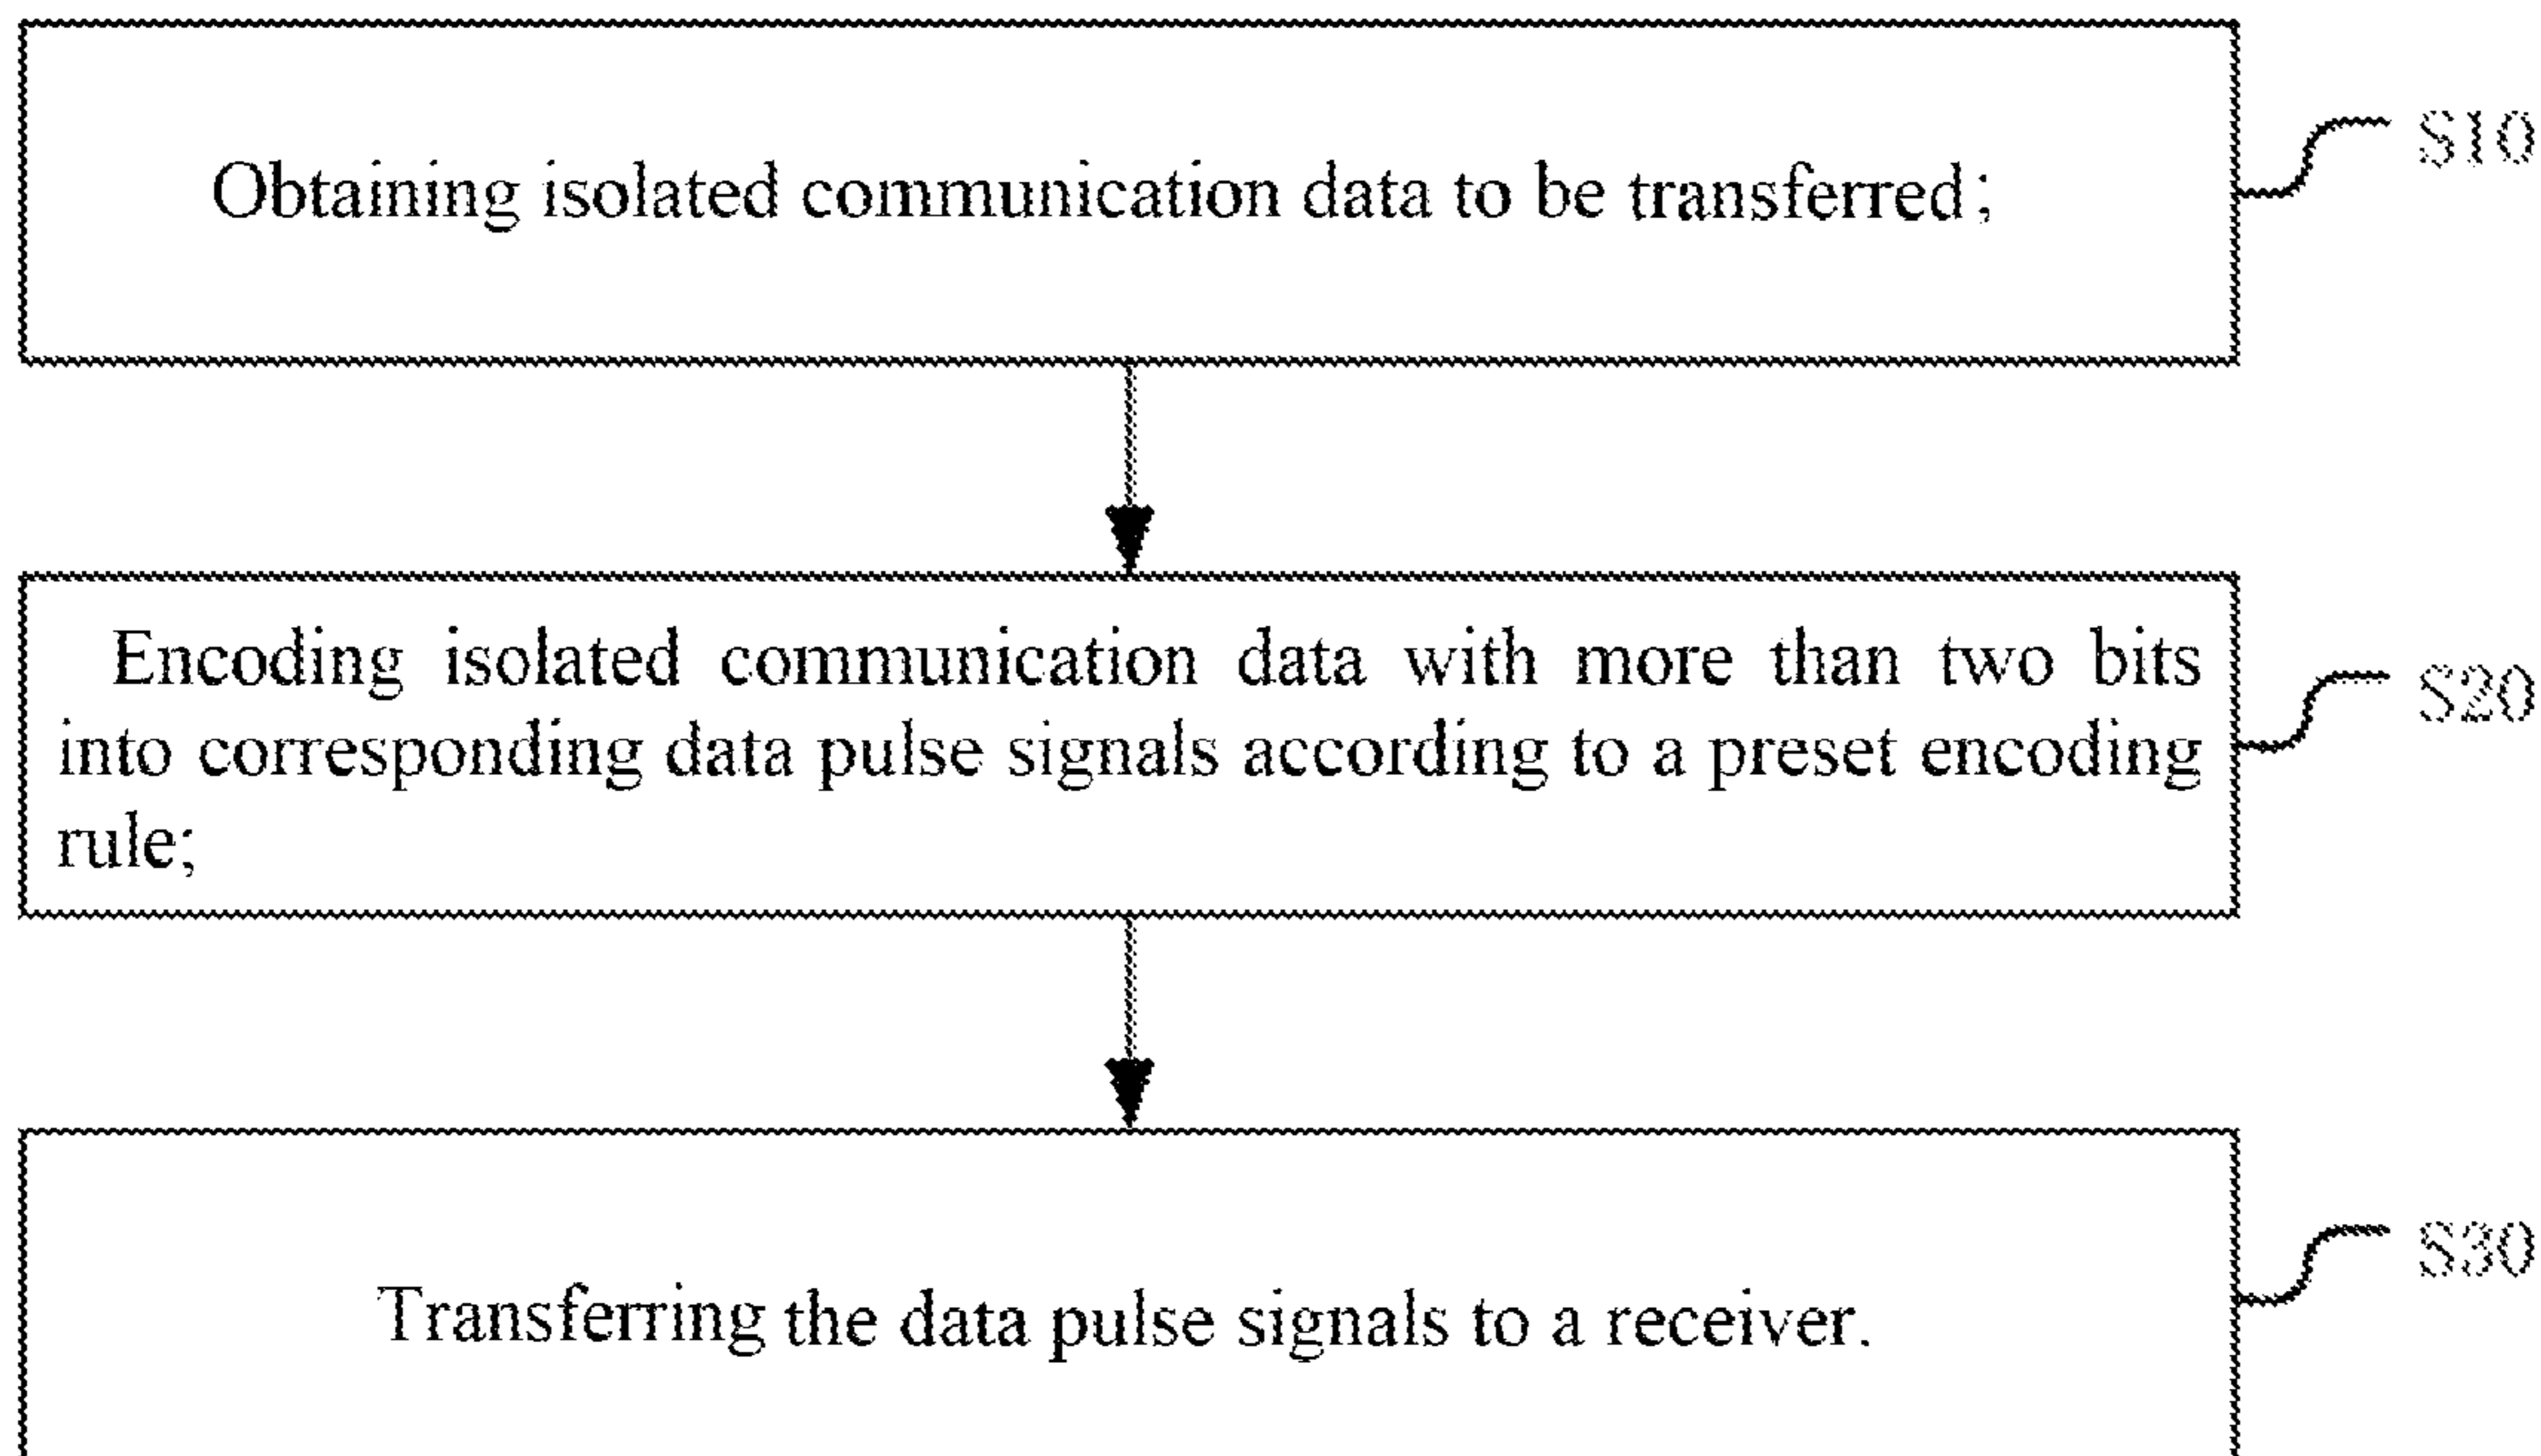 Obtaining isolated communication data to be transferred;
S10
Encoding isolated communication data with more than two bits
into corresponding data pulse signals according to a preset encoding
rule;
S20
Transferring the data pulse signals to a receiver.
S30